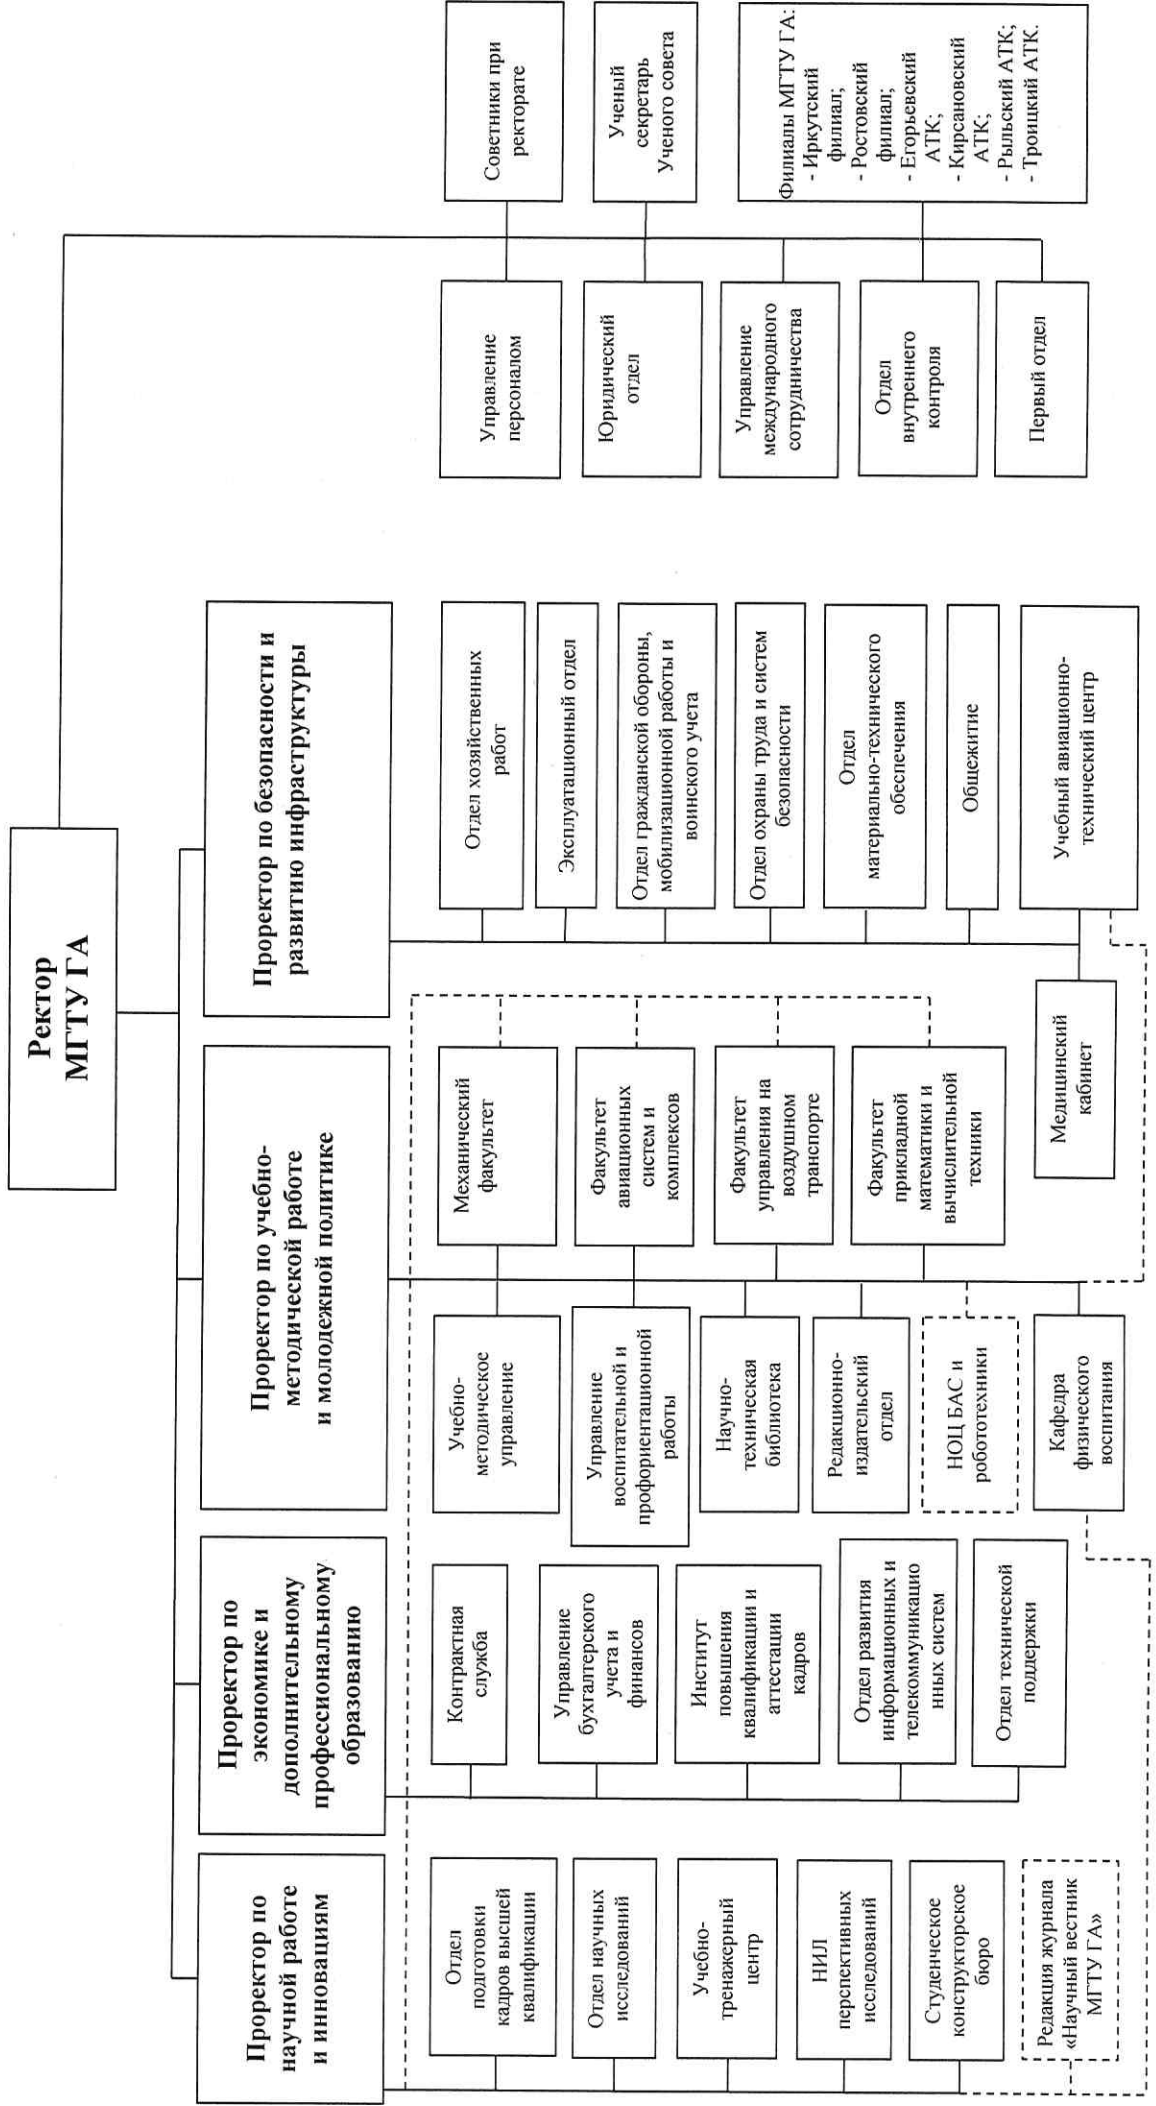 Ректор
МГТУ ГА
Проректор по
научной работе
и инновациям
Проректор по
экономике и
дополнительному
профессиональному
образованию
Проректор по учебно-
методической работе
и молодежной политике
Проректор по безопасности и
развитию инфраструктуры
Отдел
подготовки
кадров высшей
квалификации
Отдел научных
исследований
Учебно-
тренажерный
центр
НИЛ
перспективных
исследований
Студенческое
конструкторское
бюро
Редакция журнала
«Научный вестник
МГТУ ГА»
Контрактная
служба
Управление
бухгалтерского
учета и
финансов
Институт
повышения
квалификации и
аттестации
кадров
Отдел развития
информационных и
телекоммуникацио
нных систем
Отдел технической
поддержки
Учебно-
методическое
управление
Управление
воспитательной и
профориентационной
работы
Научно-
техническая
библиотека
Редакционно-
издательский
отдел
НОЦ БАС и
робототехники
Кафедра
физического
воспитания
Механический
факультет
Факультет
авиационных
систем и
комплексов
Факультет
управления на
воздушном
транспорте
Факультет
прикладной
математики и
вычислительной
техники
Медицинский
кабинет
Отдел хозяйственных
работ
Эксплуатационный отдел
Отдел гражданской обороны,
мобилизационной работы и
воинского учета
Отдел охраны труда и систем
безопасности
Отдел
материально-технического
обеспечения
Общежитие
Учебный авиационно-
технический центр
Управление
персоналом
Юридический
отдел
Управление
международного
сотрудничества
Отдел
внутреннего
контроля
Первый отдел
Советники при
ректорате
Ученый
секретарь
Ученого совета
Филиалы МГТУ ГА:
- Иркутский
филиал;
- Ростовский
филиал;
- Егорьевский
АТК;
- Кирсановский
АТК;
- Рыльский АТК;
- Троицкий АТК.